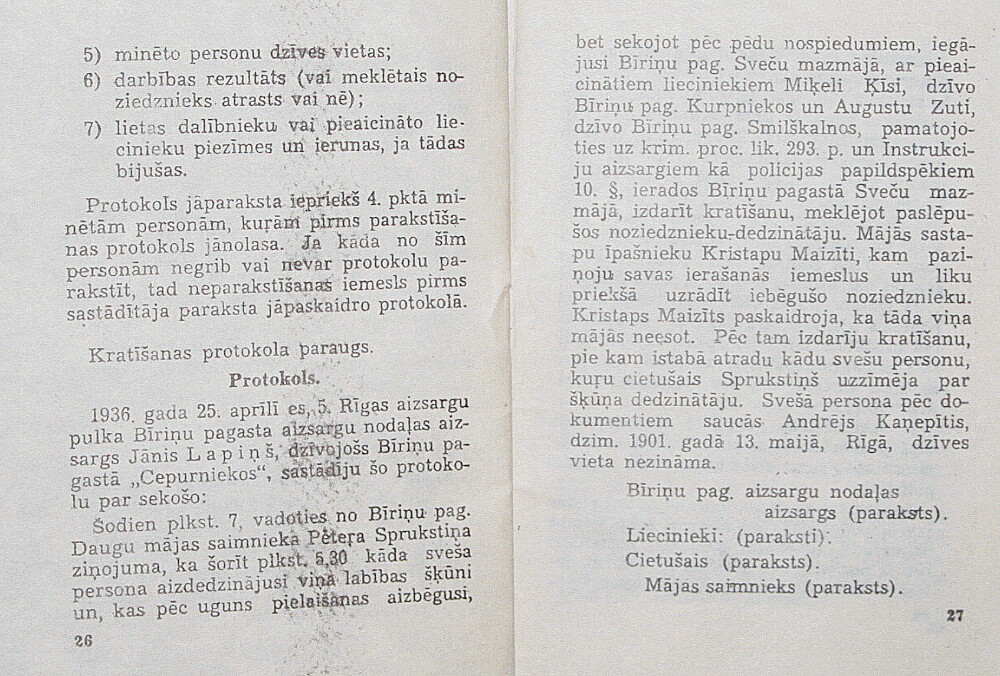 5) minēto personu dzīves vietas;
6) darbības rezultāts (vai meklētais no-
ziedznieks atrasts vai nē);
7) lietas dalībnieku vai pieaicināto lie-
cinieku piezīmes un ierunas, ja tādas
bijušas.
Protokols jāparaksta iepriekš 4. pktā mi-
nētām personām, kuŗām pirms parakstīša-
nas protokols jānolasa. Ja kāda no šīm
personām negrib vai nevar protokolu pa-
rakstīt, tad neparakstīšanas iemesls pirms
sastādītāja paraksta jāpaskaidro protokolā.
Kratīšanas protokola paraugs.
Protokols.
1936. gada 25. aprīlī es, 5. Rīgas aizsargu
pulka Bīriņu pagasta aizsargu nodaļas aiz-
sargs Jānis Lapiņš, dzīvojošs Bīriņu pa-
gastā „Cepurniekos“, sastādīju šo protoko-
lu par sekošo:
Šodien plkst. 7, vadoties no Bīriņu pag.
Daugu mājas saimnieka Pēteŗa Sprukstiņa
ziņojuma, ka šorīt plkst. 5,30 kāda sveša
persona aizdedzinājusi viņa labības šķūni
un, kas pēc uguns pielaišanas aizbēgusi,
26
bet sekojot pēc pēdu nospiedumiem, iegā-
jusi Bīriņu pag. Sveču mazmājā, ar pieai-
cinātiem lieciniekiem Miķeli Ķīsi, dzīvo
Bīriņu pag. Kurpniekos un Augustu Zuti,
dzīvo Bīriņu pag. Smilškalnos, pamatojo-
ties uz krim. proc. lik. 293. p. un Instrukci-
ju aizsargiem kā policijas papildspēkiem
10. §, ierados Bīriņu pagastā Sveču maz-
mājā, izdarīt kratīšanu, meklējot paslēpu-
šos noziedznieku-dedzinātāju. Mājās sasta-
pu īpašnieku Kristapu Maizīti, kam pazi-
ņoju savas ierašanās iemeslus un liku
priekšā uzrādīt iebēgušo noziedznieku.
Kristaps Maizīts paskaidroja, ka tāda viņa
mājās neesot. Pēc tam izdarīju kratīšanu,
pie kam istabā atradu kādu svešu personu,
kuŗu cietušais Sprukstiņš uzzīmēja par
šķūņa dedzinātāju. Svešā persona pēc do-
kumentiem saucās Andrējs Kaņepītis,
dzim. 1901. gadā 13. maijā, Rīgā, dzīves
vieta nezināma.
Bīriņu pag. aizsargu nodaļas
aizsargs (paraksts).
Liecinieki: (paraksti).
Cietušais (paraksts).
Mājas saimnieks (paraksts).
27